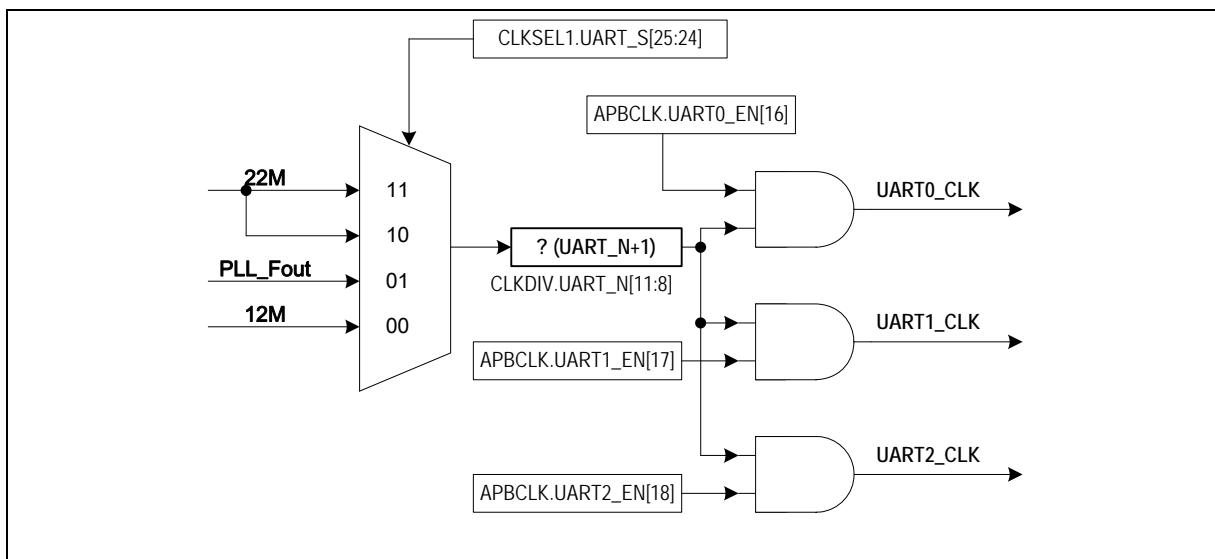 CLKSEL1.UART_S[25:24]
APBCLK.UART0_EN[16]
22M
11
UART0_CLK
10
? (UART_N+1)
PLL_Fout
01
CLKDIV.UART_N[11:8]
12M
00
UART1_CLK
APBCLK.UART1_EN[17]
UART2_CLK
APBCLK.UART2_EN[18]